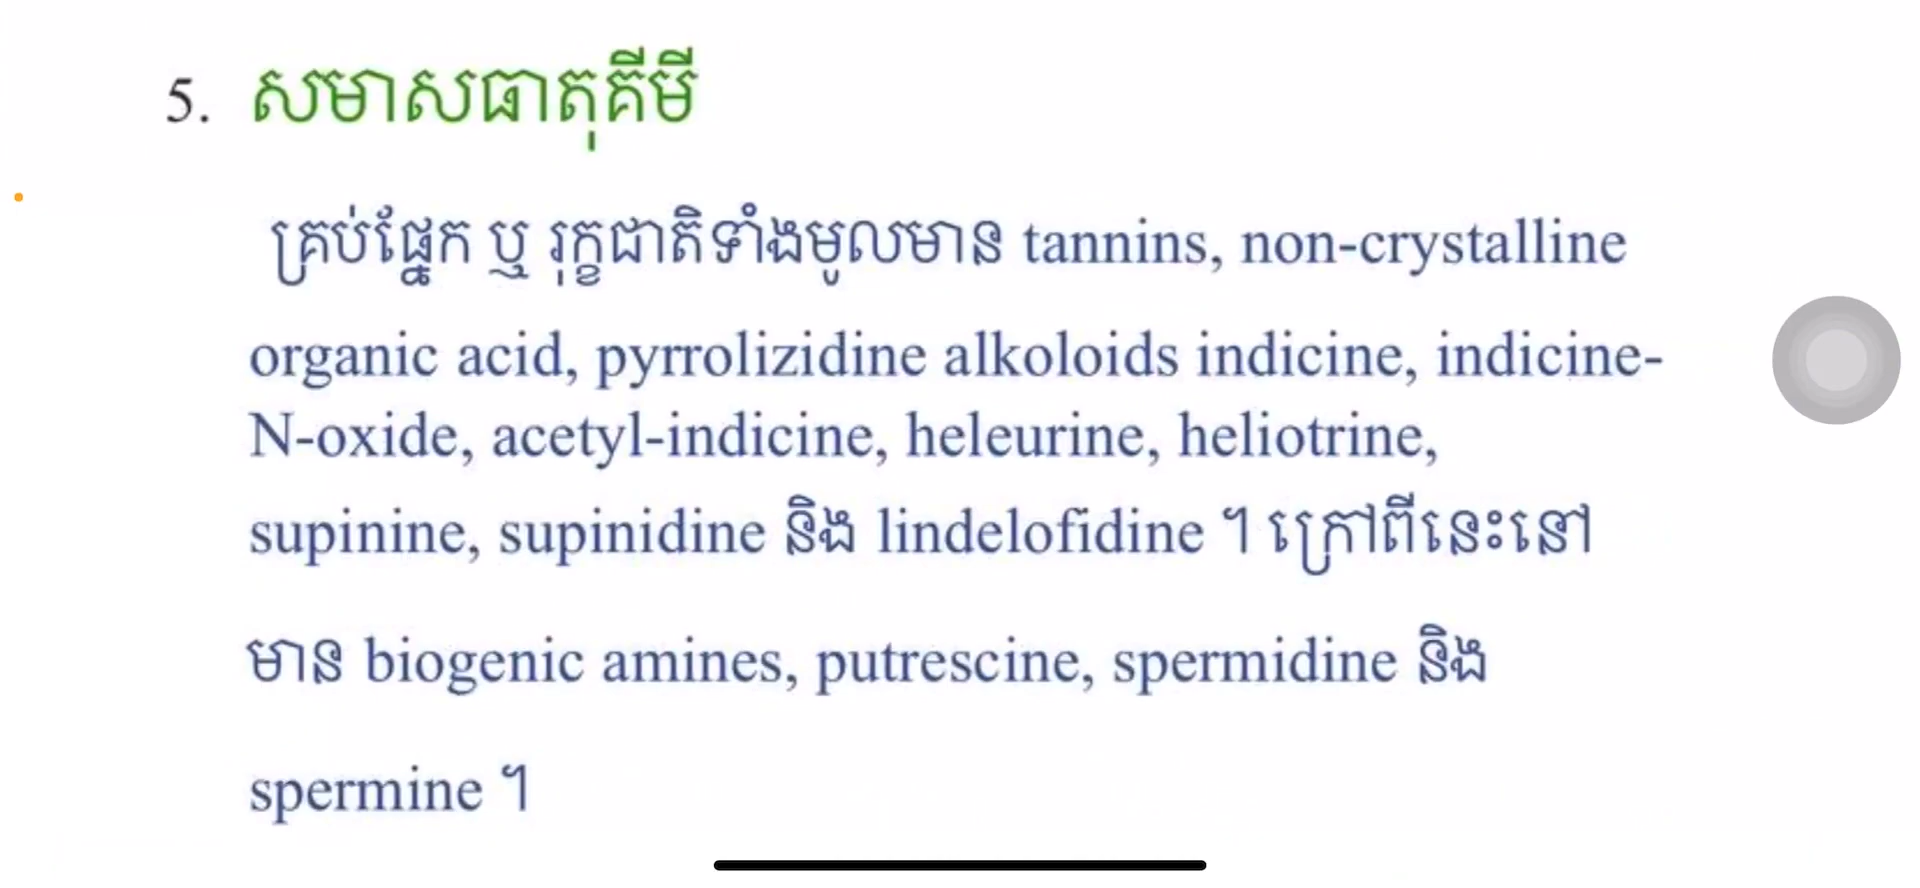 5. សមាសធាតុគីមី
គ្រប់ផ្នែក ឬ រុក្ខជាតិទាំងមូលមាន tannins, non-crystalline
organic acid, pyrrolizidine alkoloids indicine, indicine-
N-oxide, acetyl-indicine, heleurine, heliotrine,
supinine, supinidine និង lindelofidine ។ ក្រៅពីនេះនៅ
មាន biogenic amines, putrescine, spermidine និង
spermine ។